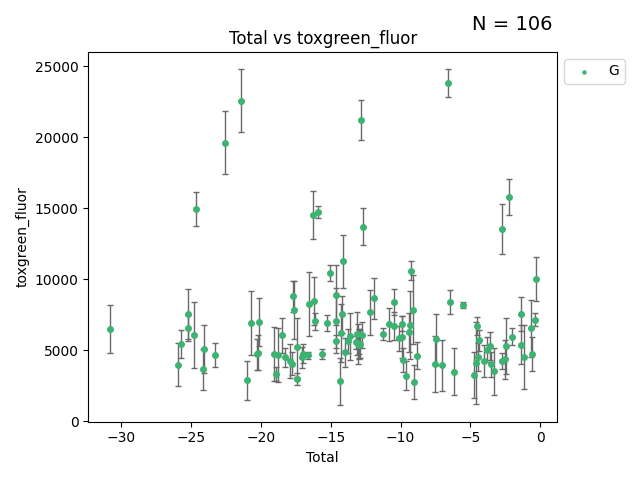 N = 106
Total vs toxgreen_fluor
G
toxgreen_fluor
25000
20000
15000
10000
5000
0
−30 −25 −20 −15 −10 −5 0
Total